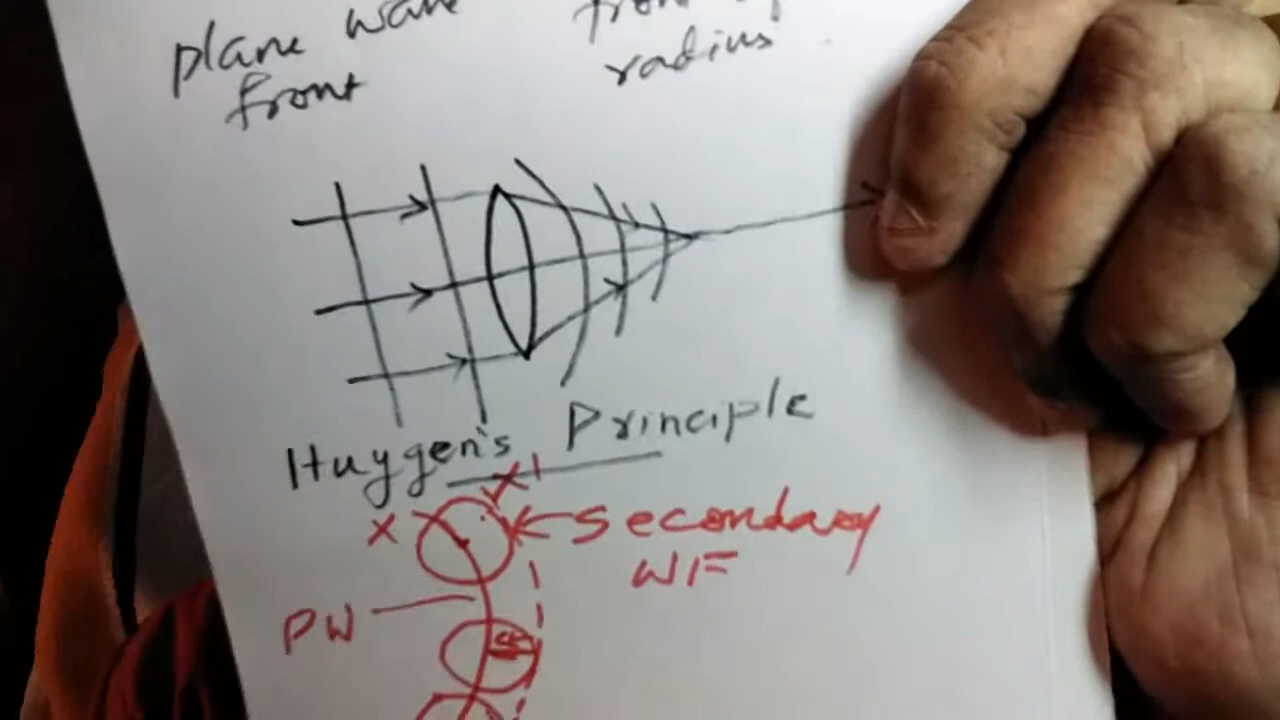 plane wave
front
radius
Huygen's Principle
X X'
secondary
WF
PW